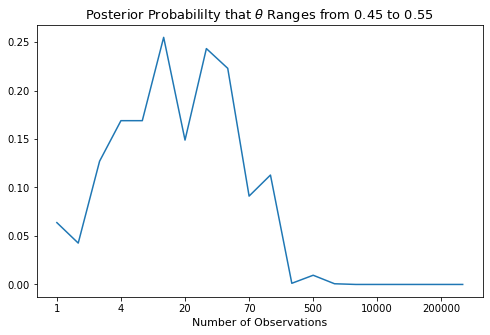 Posterior Probabililty that θ Ranges from 0.45 to 0.55
0.25
0.20
0.15
0.10
0.05
0.00
1 4 20 70 500 10000 200000
Number of Observations